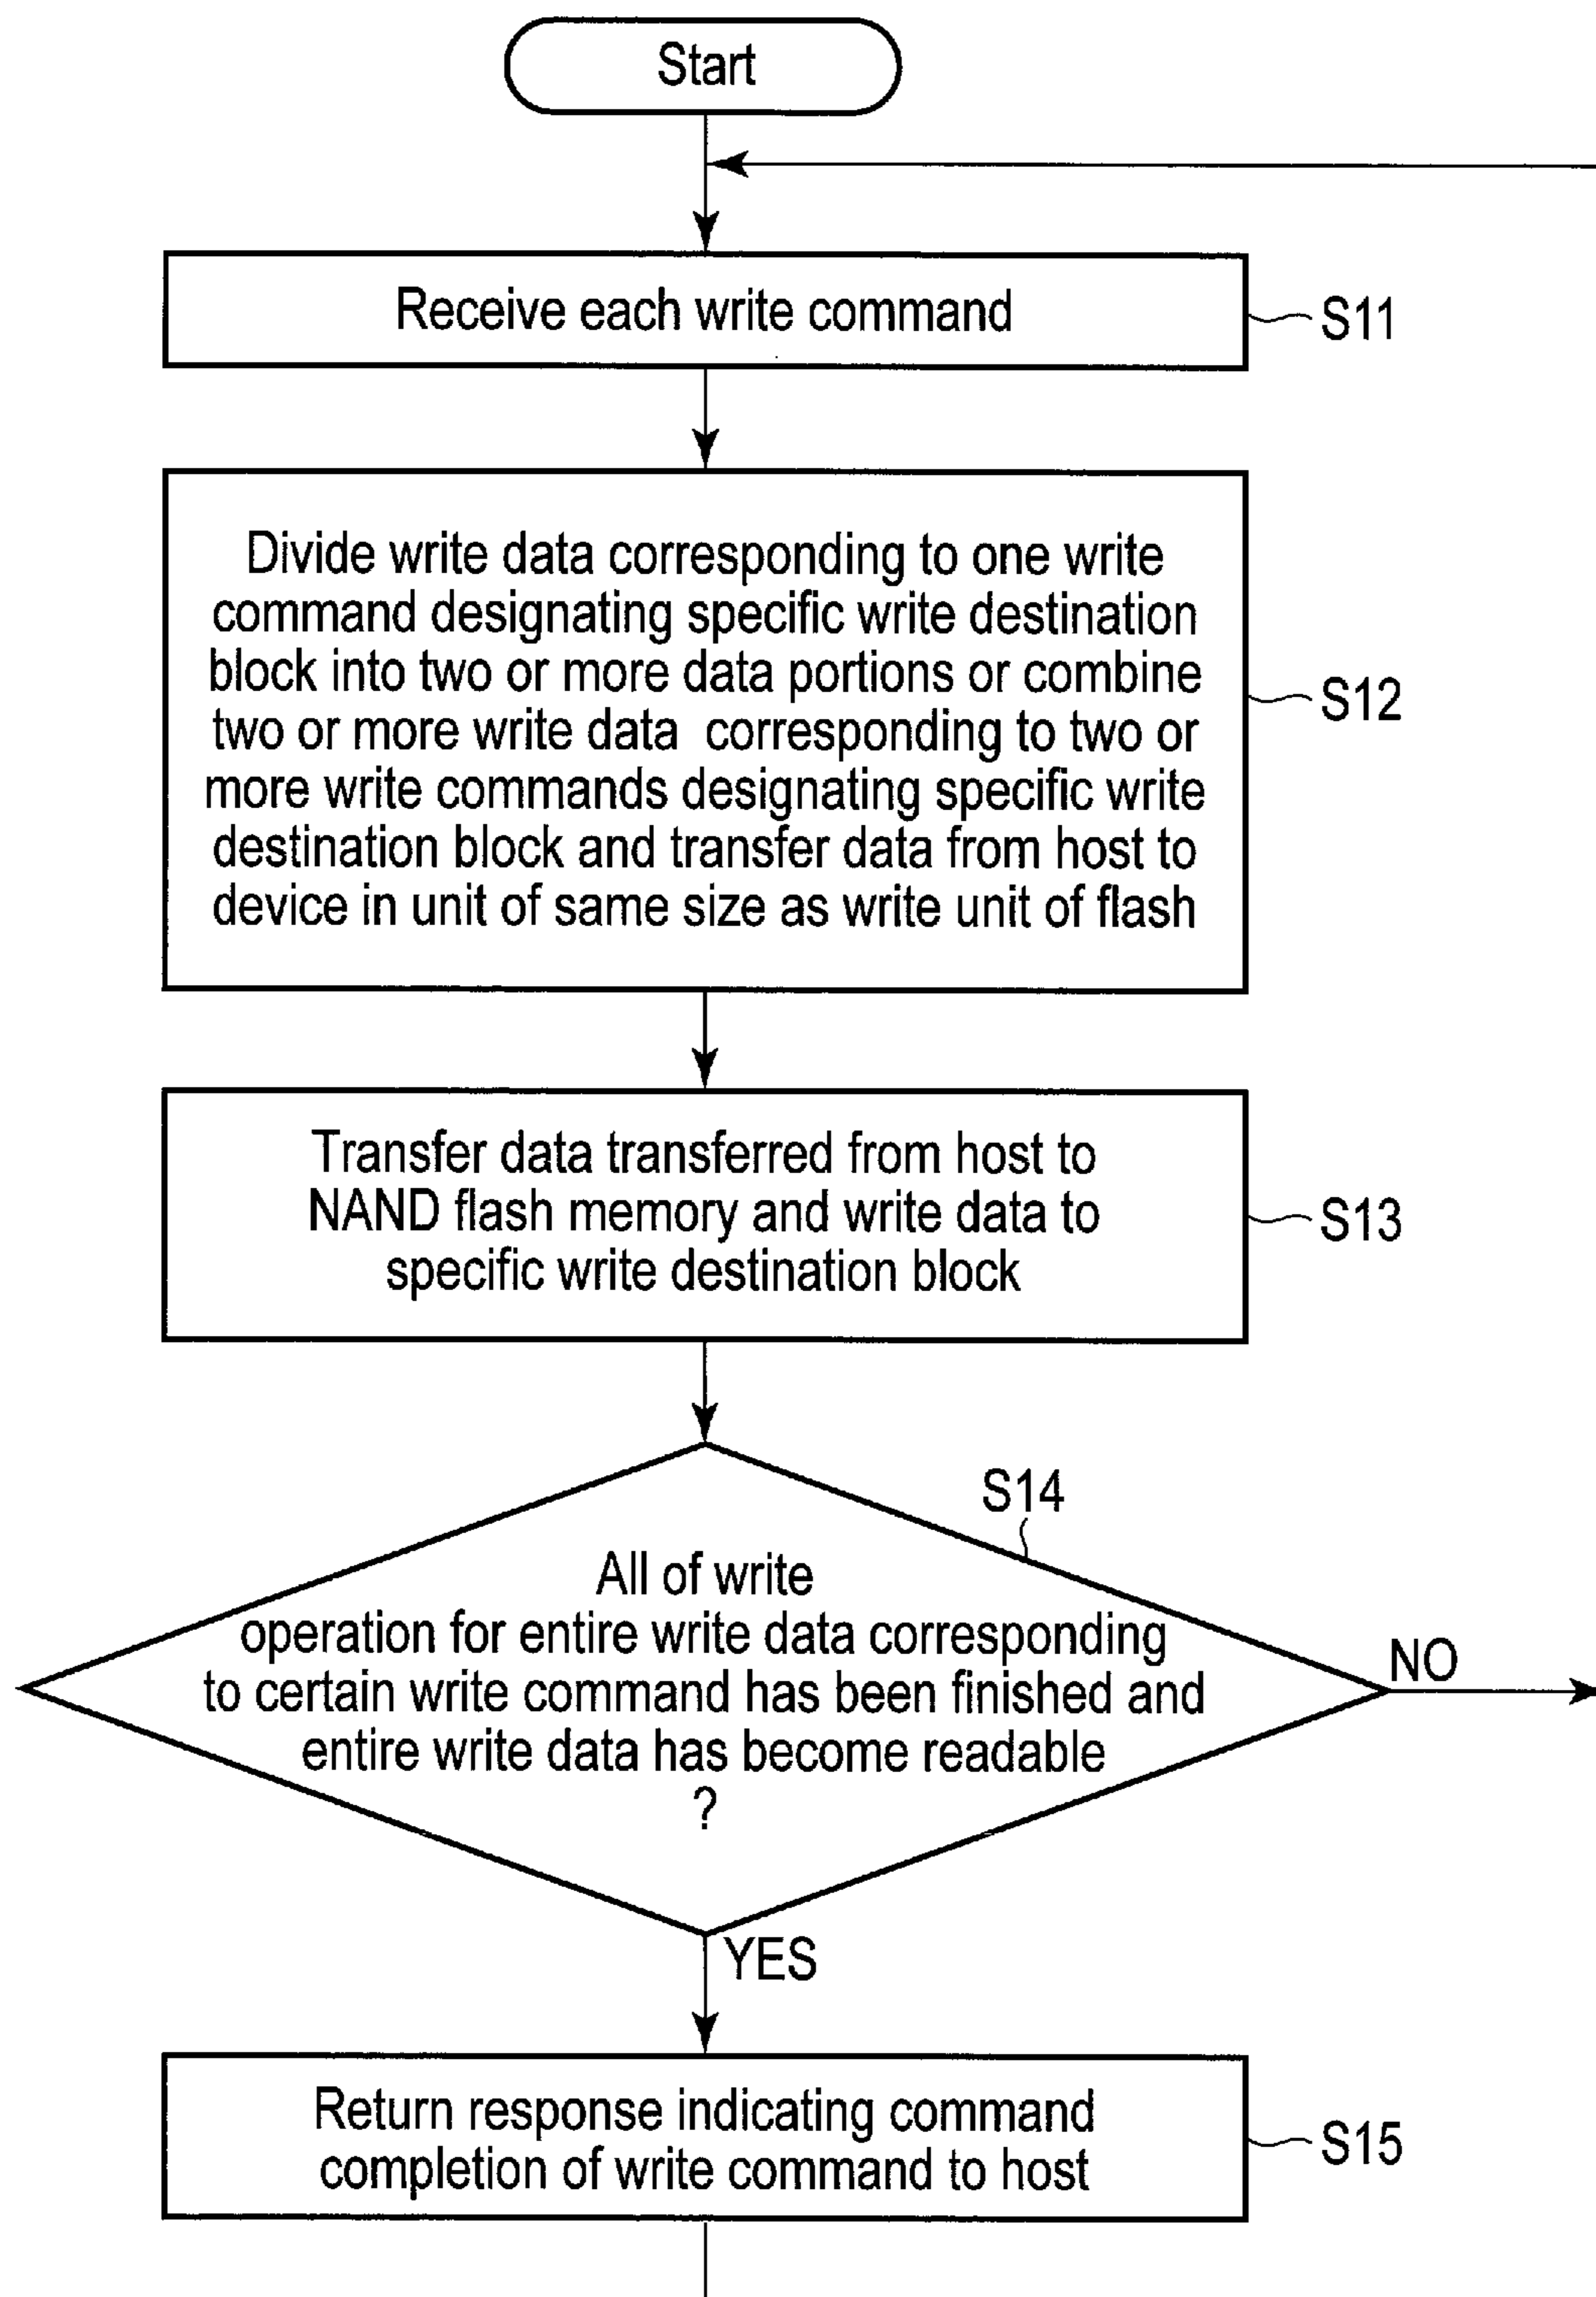 Start
Receive each write command
S11
Divide write data corresponding to one write
command designating specific write destination
block into two or more data portions or combine
two or more write data corresponding to two or
more write commands designating specific write
destination block and transfer data from host to
device in unit of same size as write unit of flash
S12
Transfer data transferred from host to
NAND flash memory and write data to
specific write destination block
S13
S14
All of write
operation for entire write data corresponding
to certain write command has been finished and
entire write data has become readable
?
NO
YES
Return response indicating command
completion of write command to host
S15